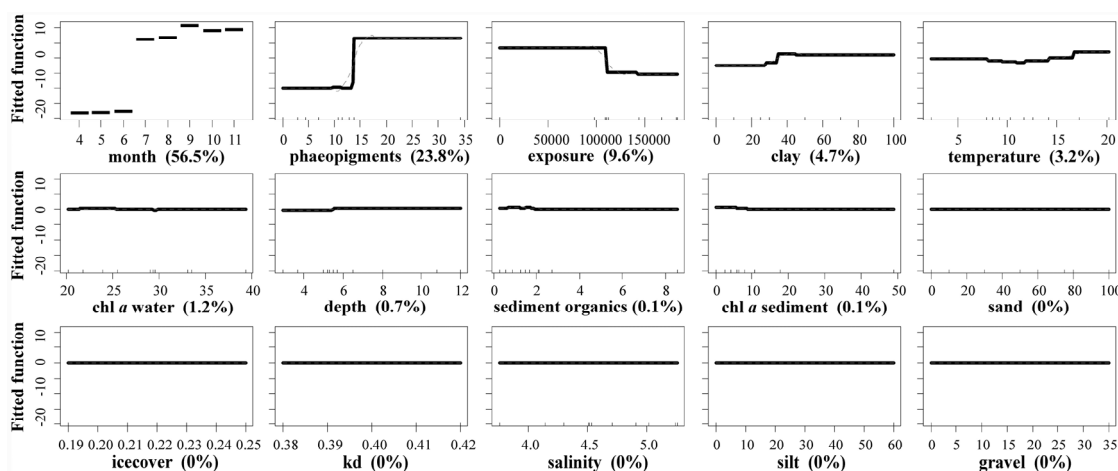 Fitted function
10
0
-10
-20
4 5 6 7 8 9 10 11
month (56.5%)
0 5 10 15 20 25 30 35
phaeopigments (23.8%)
0 50000 100000 150000
exposure (9.6%)
0 20 40 60 80 100
clay (4.7%)
5 10 15 20
temperature (3.2%)
Fitted function
10
0
-10
-20
20 25 30 35 40
chl a water (1.2%)
4 6 8 10 12
depth (0.7%)
0 2 4 6 8
sediment organics (0.1%)
0 10 20 30 40 50
chl a sediment (0.1%)
0 20 40 60 80 100
sand (0%)
Fitted function
10
0
-10
-20
0.19 0.20 0.21 0.22 0.23 0.24 0.25
icecover (0%)
0.38 0.39 0.40 0.41 0.42
kd (0%)
4.0 4.5 5.0
salinity (0%)
0 10 20 30 40 50 60
silt (0%)
0 5 10 15 20 25 30 35
gravel (0%)